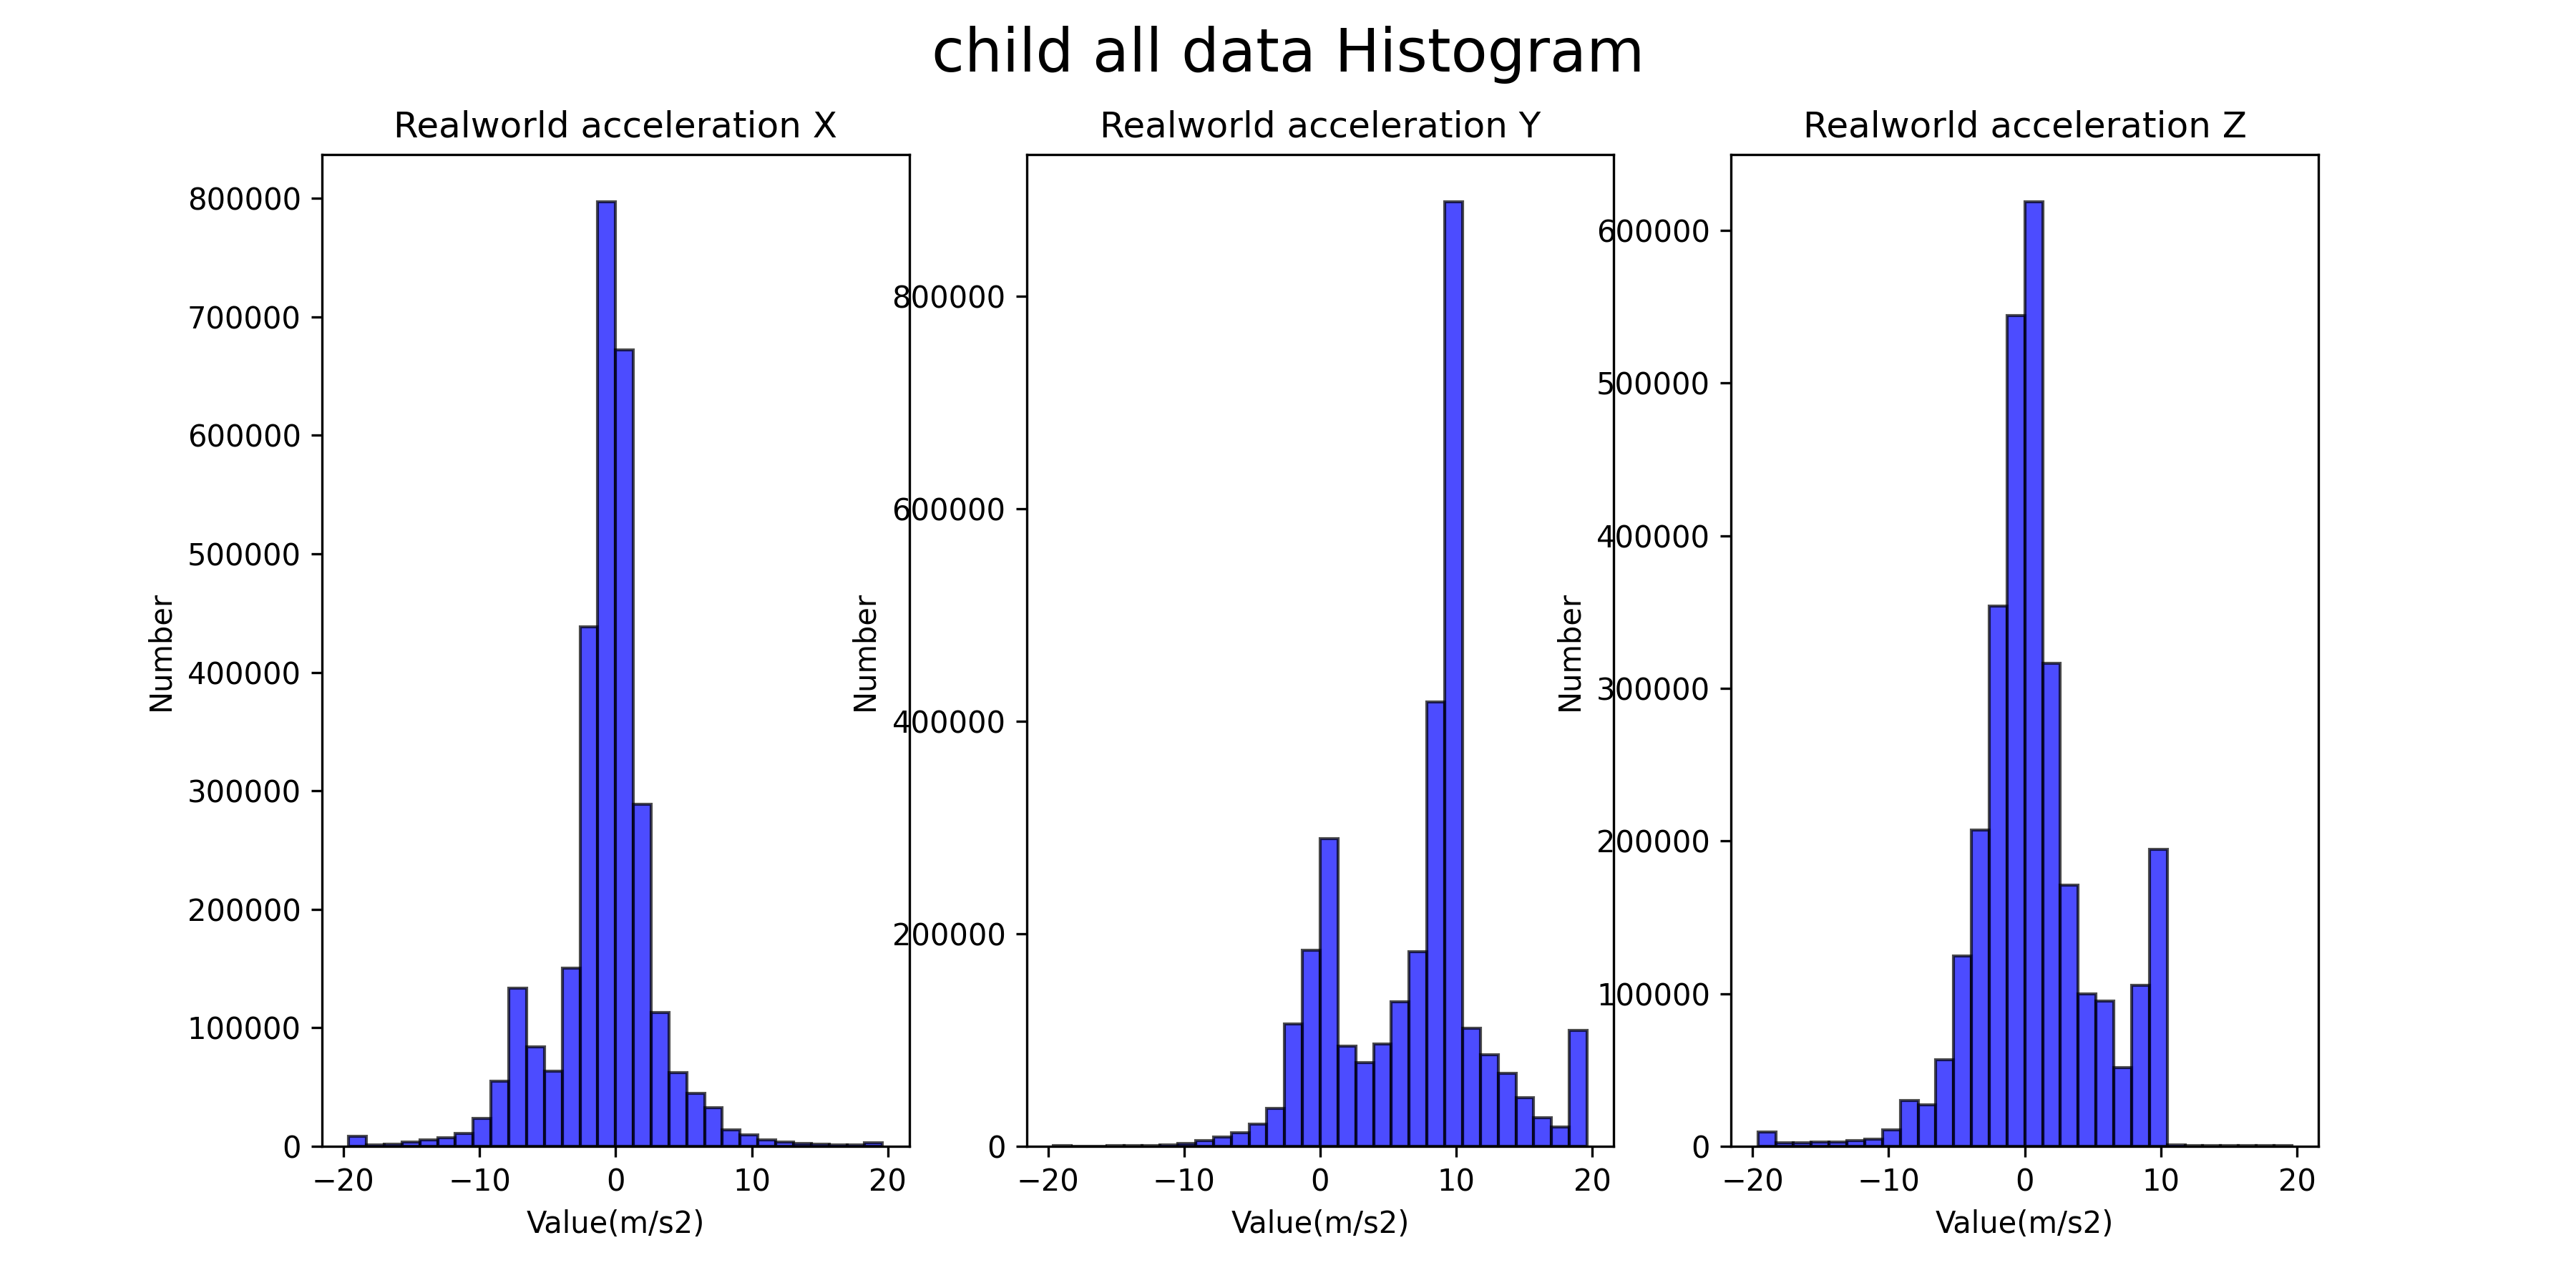 child all data Histogram
Realworld acceleration X
800000
700000
600000
500000
400000
300000
200000
100000
0
Number
−20 −10 0 10 20
Value(m/s2)
Realworld acceleration Y
800000
600000
400000
200000
0
Number
−20 −10 0 10 20
Value(m/s2)
Realworld acceleration Z
600000
500000
400000
300000
200000
100000
0
Number
−20 −10 0 10 20
Value(m/s2)